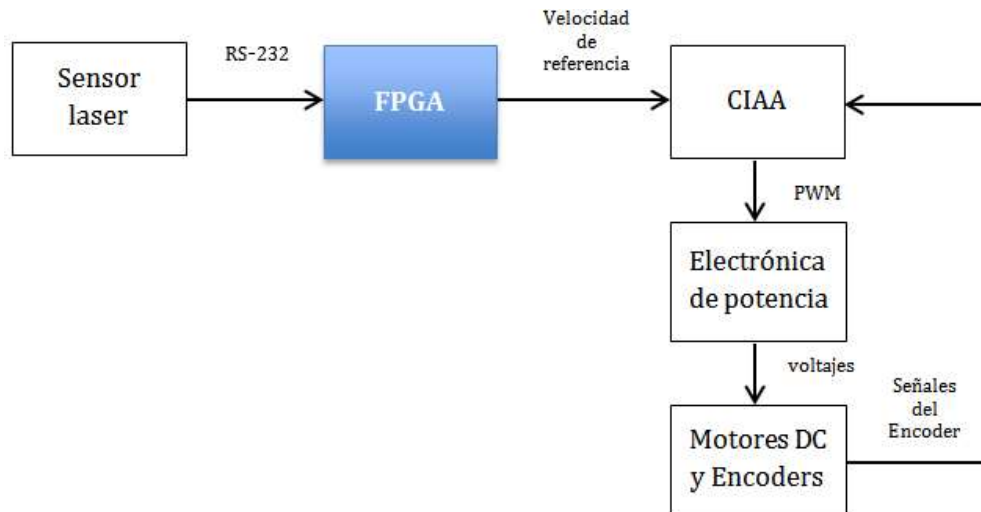 Sensor
laser
RS-232
FPGA
Velocidad
de
referencia
CIAA
PWM
Electrónica
de potencia
voltajes
Motores DC
y Encoders
Señales
del
Encoder